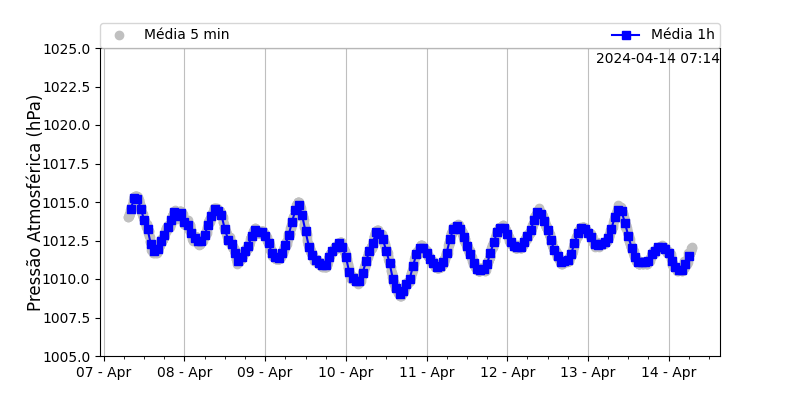 Média 5 min
Média 1h
2024-04-14 07:14
Pressão Atmosférica (hPa)
1025.0
1022.5
1020.0
1017.5
1015.0
1012.5
1010.0
1007.5
1005.0
07 - Apr
08 - Apr
09 - Apr
10 - Apr
11 - Apr
12 - Apr
13 - Apr
14 - Apr